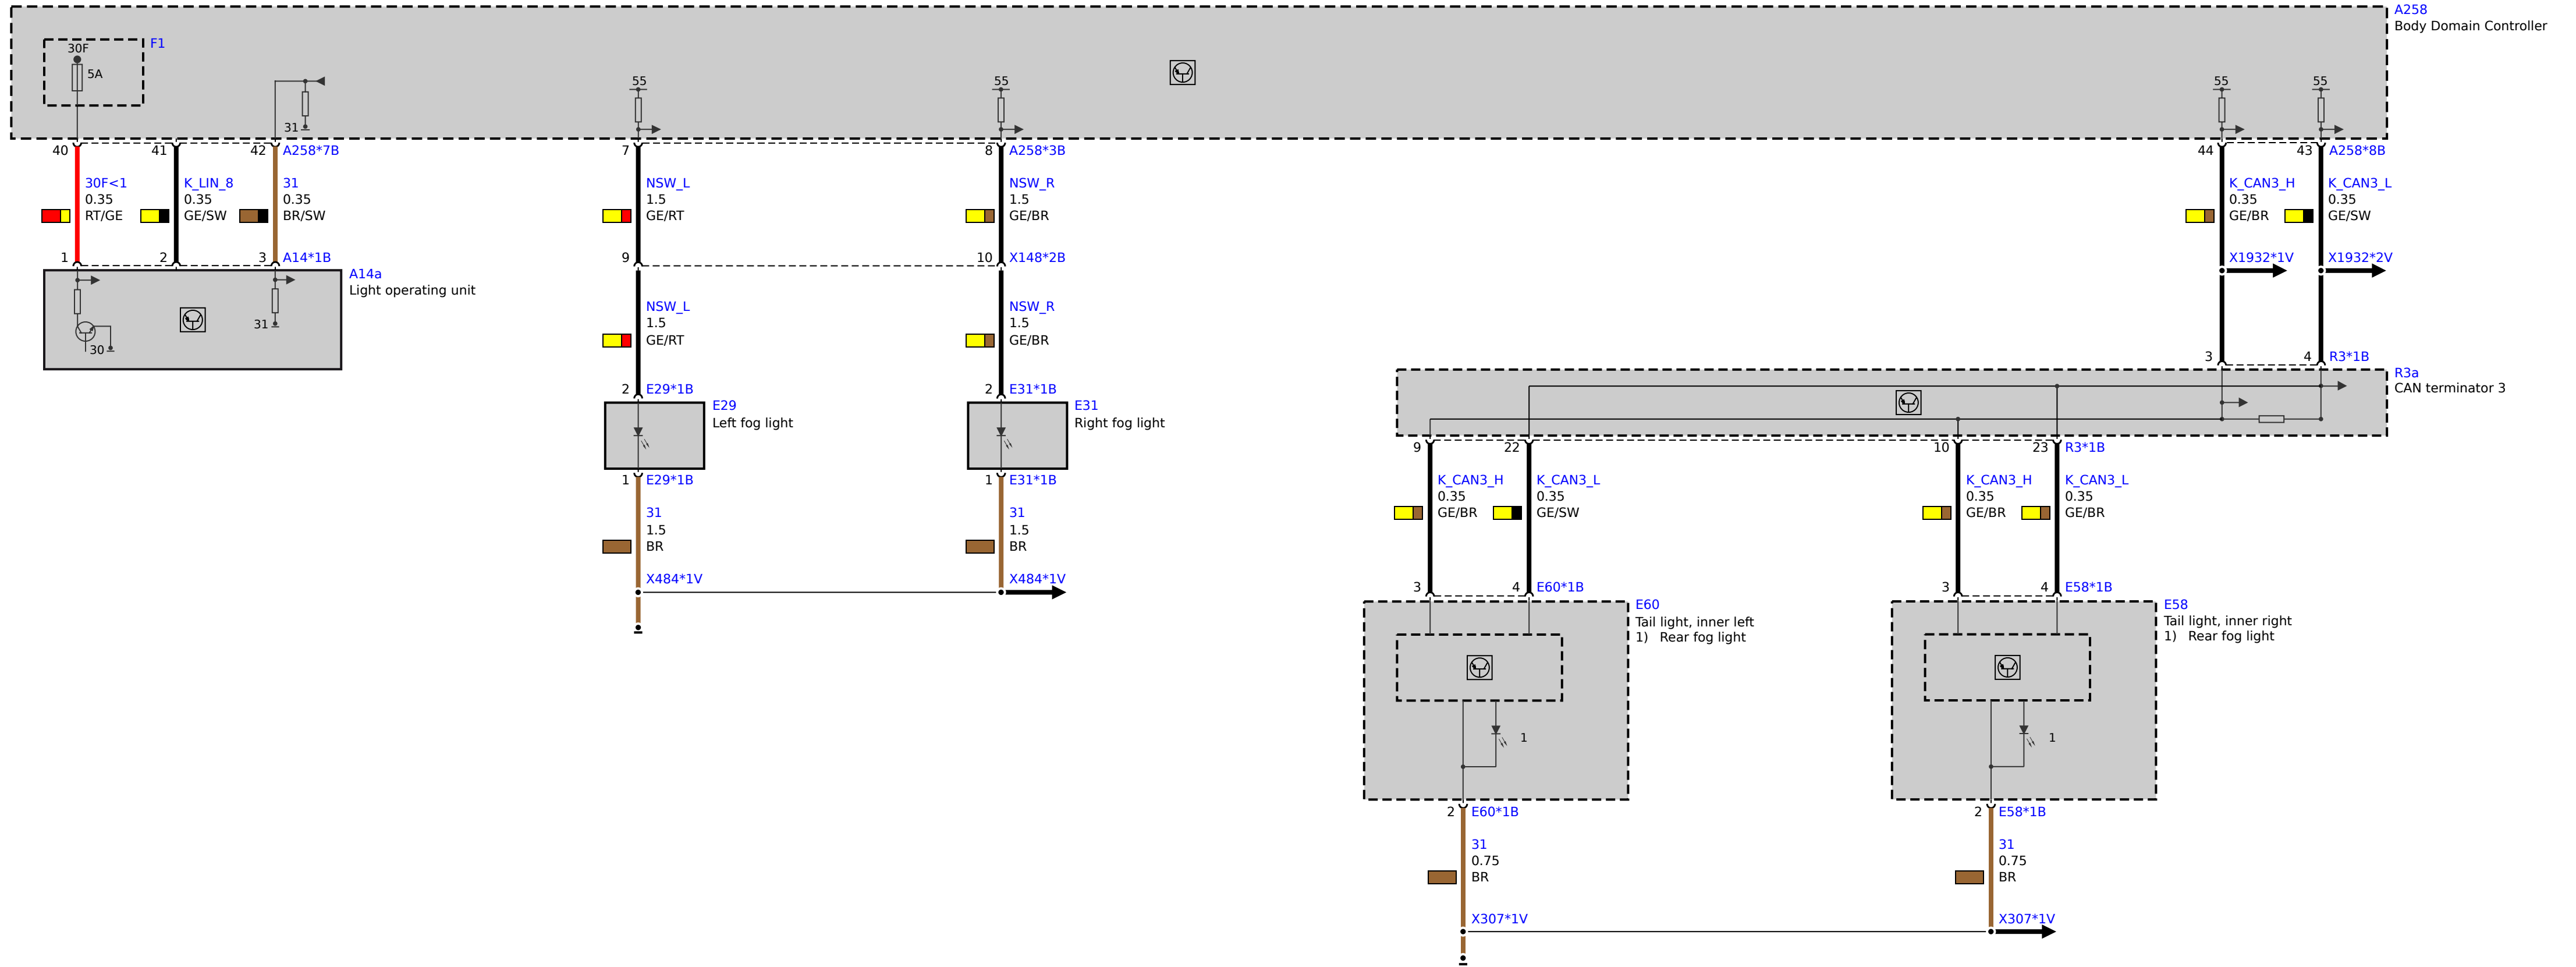 A258
Body Domain Controller
30F
F1
5A
31
55
55
55
55
40
41
42
A258*7B
7
8
A258*3B
44
43
A258*8B
30F<1
0.35
RT/GE
K_LIN_8
0.35
GE/SW
31
0.35
BR/SW
NSW_L
1.5
GE/RT
NSW_R
1.5
GE/BR
K_CAN3_H
0.35
GE/BR
K_CAN3_L
0.35
GE/SW
1
2
3
A14*1B
9
10
X148*2B
X1932*1V
X1932*2V
A14a
Light operating unit
31
30
NSW_L
1.5
GE/RT
NSW_R
1.5
GE/BR
3
4
R3*1B
R3a
CAN terminator 3
2
E29*1B
2
E31*1B
E29
Left fog light
E31
Right fog light
9
22
10
23
R3*1B
1
E29*1B
1
E31*1B
K_CAN3_H
0.35
GE/BR
K_CAN3_L
0.35
GE/SW
K_CAN3_H
0.35
GE/BR
K_CAN3_L
0.35
GE/BR
31
1.5
BR
31
1.5
BR
X484*1V
X484*1V
3
4
E60*1B
3
4
E58*1B
E60
Tail light, inner left
1) Rear fog light
E58
Tail light, inner right
1) Rear fog light
1
1
2
E60*1B
2
E58*1B
31
0.75
BR
31
0.75
BR
X307*1V
X307*1V